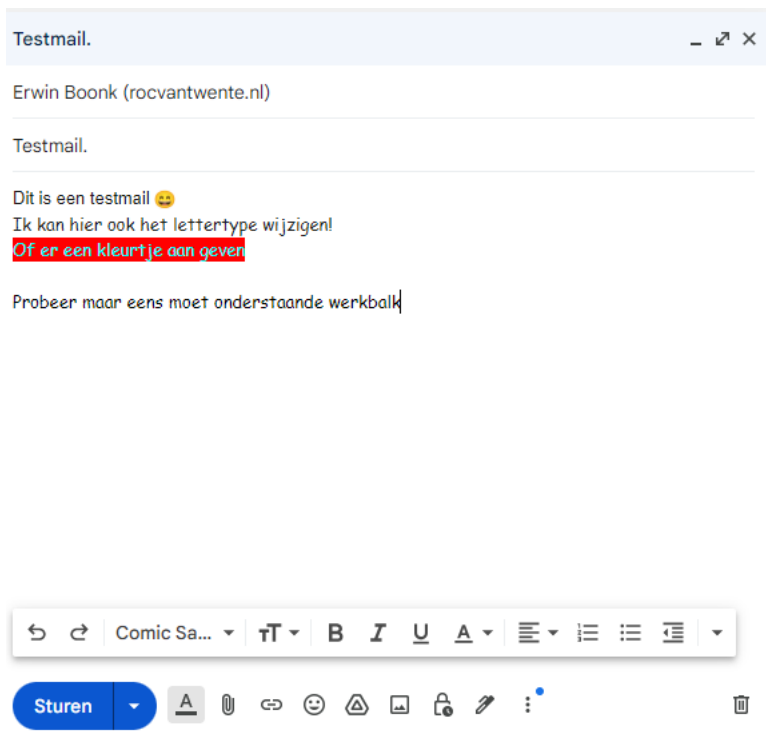 Testmail.
Erwin Boonk (rocvantwente.nl)
Testmail.
Dit is een testmail 😄
Ik kan hier ook het lettertype wijzigen!
Of er een kleurtje aan geven
Probeer maar eens moet onderstaande werkbalk
Comic Sa... TT B I U A
Sturen A